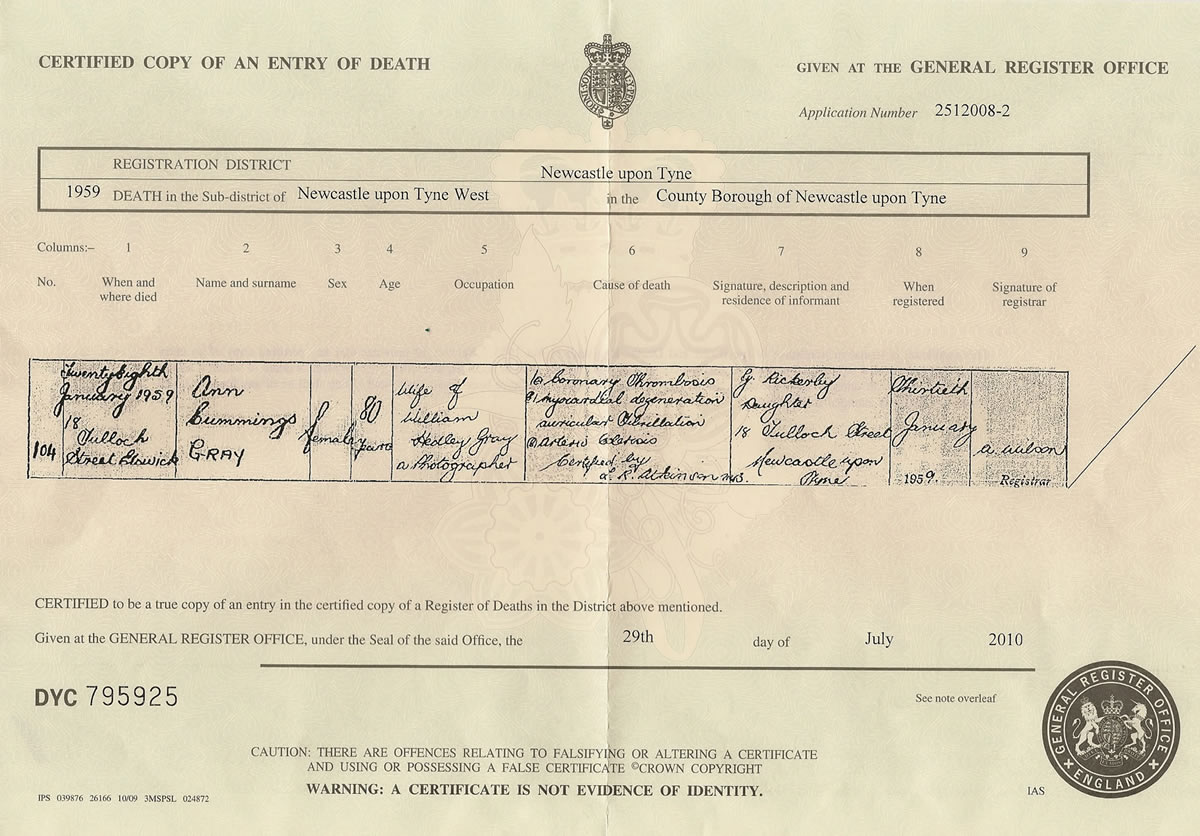 CERTIFIED COPY OF AN ENTRY OF DEATH
GIVEN AT THE GENERAL REGISTER OFFICE
Application Number 2512008-2
REGISTRATION DISTRICT Newcastle upon Tyne
1959 DEATH in the Sub-district of Newcastle upon Tyne West in the County Borough of Newcastle upon Tyne
Columns:– 1 2 3 4 5 6 7 8 9
No. When and where died Name and surname Sex Age Occupation Cause of death Signature, description and residence of informant When registered Signature of registrar
104
Twenty Eighth
January 1959
18
Tulloch
Street Elswick
Ann
Cummings
GRAY
female
80
years
Wife of
William
Hedley Gray
a Photographer
Coronary Thrombosis
myocardial degeneration
auricular fibrillation
Certified by
Atkinson M.B.
G. Rickerby
Daughter
18 Tulloch Street
Newcastle upon
Tyne
Thirtieth
January
1959.
A. Wilson
Registrar
CERTIFIED to be a true copy of an entry in the certified copy of a Register of Deaths in the District above mentioned.
Given at the GENERAL REGISTER OFFICE, under the Seal of the said Office, the 29th day of July 2010
DYC 795925
See note overleaf
CAUTION: THERE ARE OFFENCES RELATING TO FALSIFYING OR ALTERING A CERTIFICATE
AND USING OR POSSESSING A FALSE CERTIFICATE ©CROWN COPYRIGHT
WARNING: A CERTIFICATE IS NOT EVIDENCE OF IDENTITY.
IPS 039876 26166 10/09 3MSPSL 024872
IAS
GENERAL REGISTER OFFICE
ENGLAND